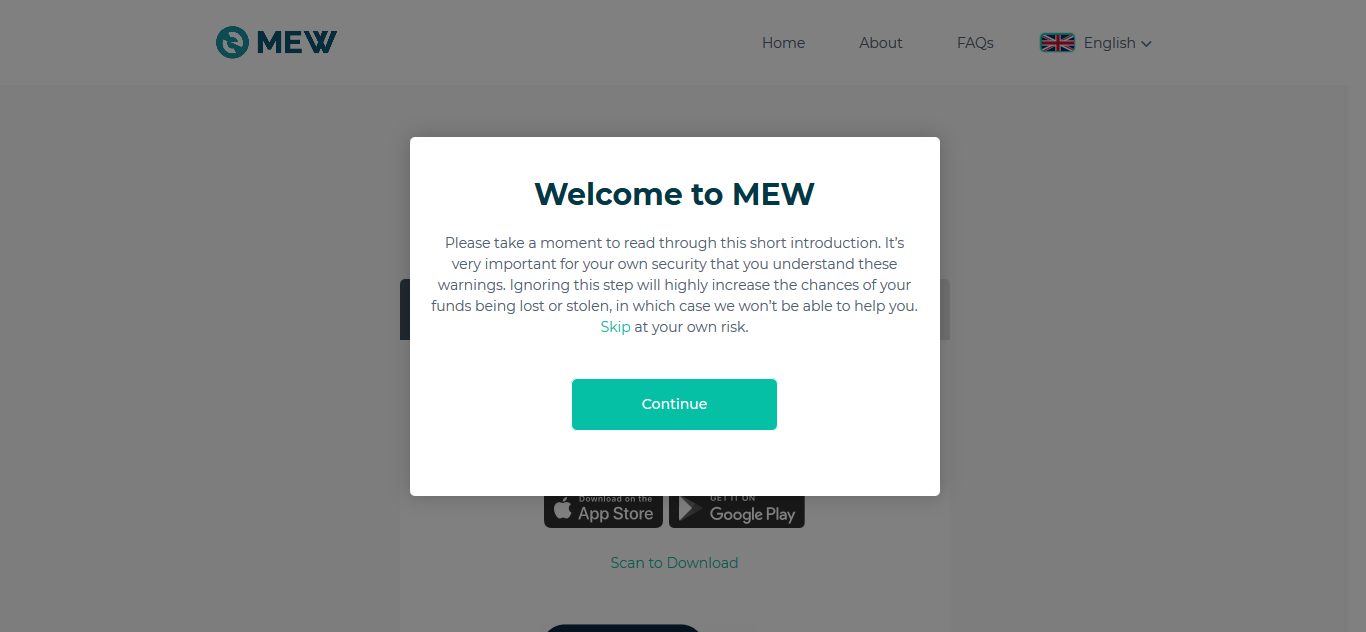 MEW
Home
About
FAQs
English
Welcome to MEW
Please take a moment to read through this short introduction. It’s
very important for your own security that you understand these
warnings. Ignoring this step will highly increase the chances of your
funds being lost or stolen, in which case we won’t be able to help you.
Skip at your own risk.
Continue
Download on the
App Store
GET IT ON
Google Play
Scan to Download